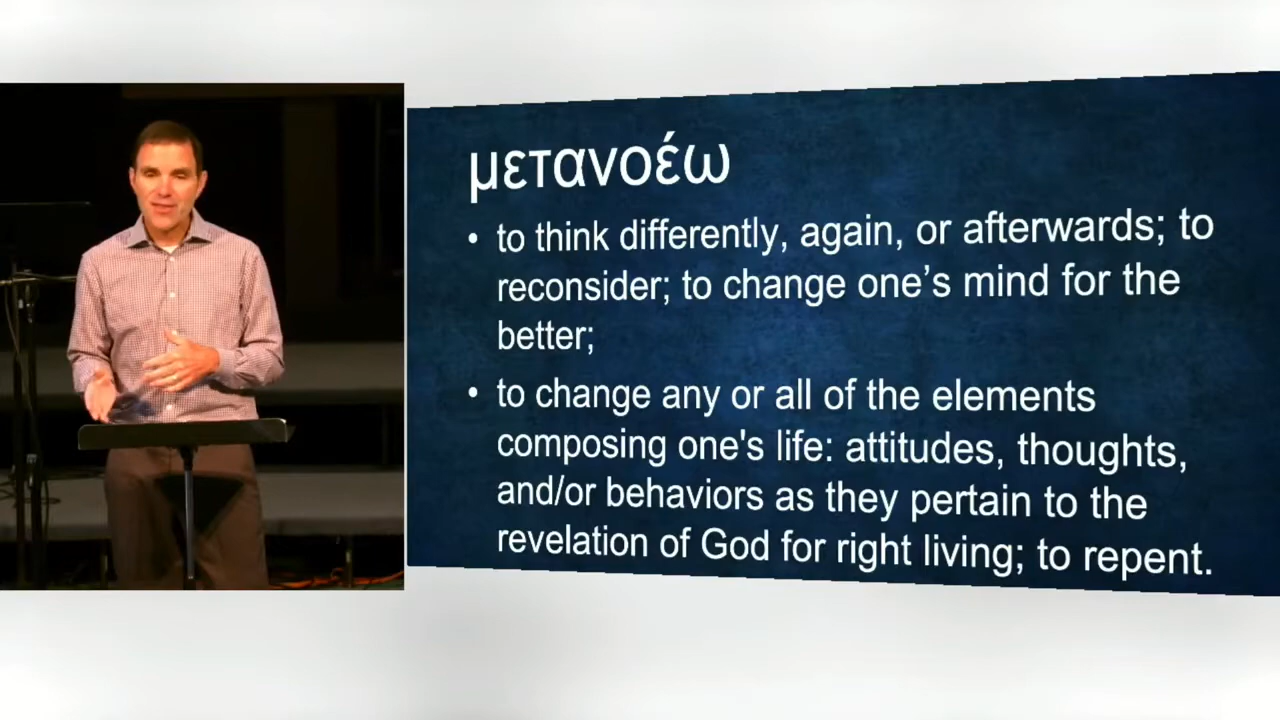 μετανοέω
• to think differently, again, or afterwards; to
reconsider; to change one’s mind for the
better;
• to change any or all of the elements
composing one's life: attitudes, thoughts,
and/or behaviors as they pertain to the
revelation of God for right living; to repent.